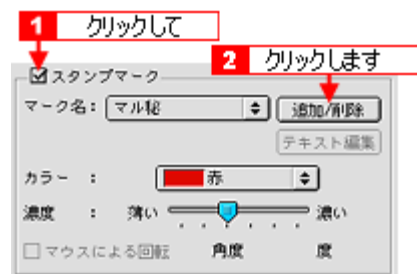 1 クリックして
2 クリックします
スタンプマーク
マーク名： マル秘 追加/削除
テキスト編集
カラー ： 赤
濃度 ： 薄い 濃い
マウスによる回転 角度 度